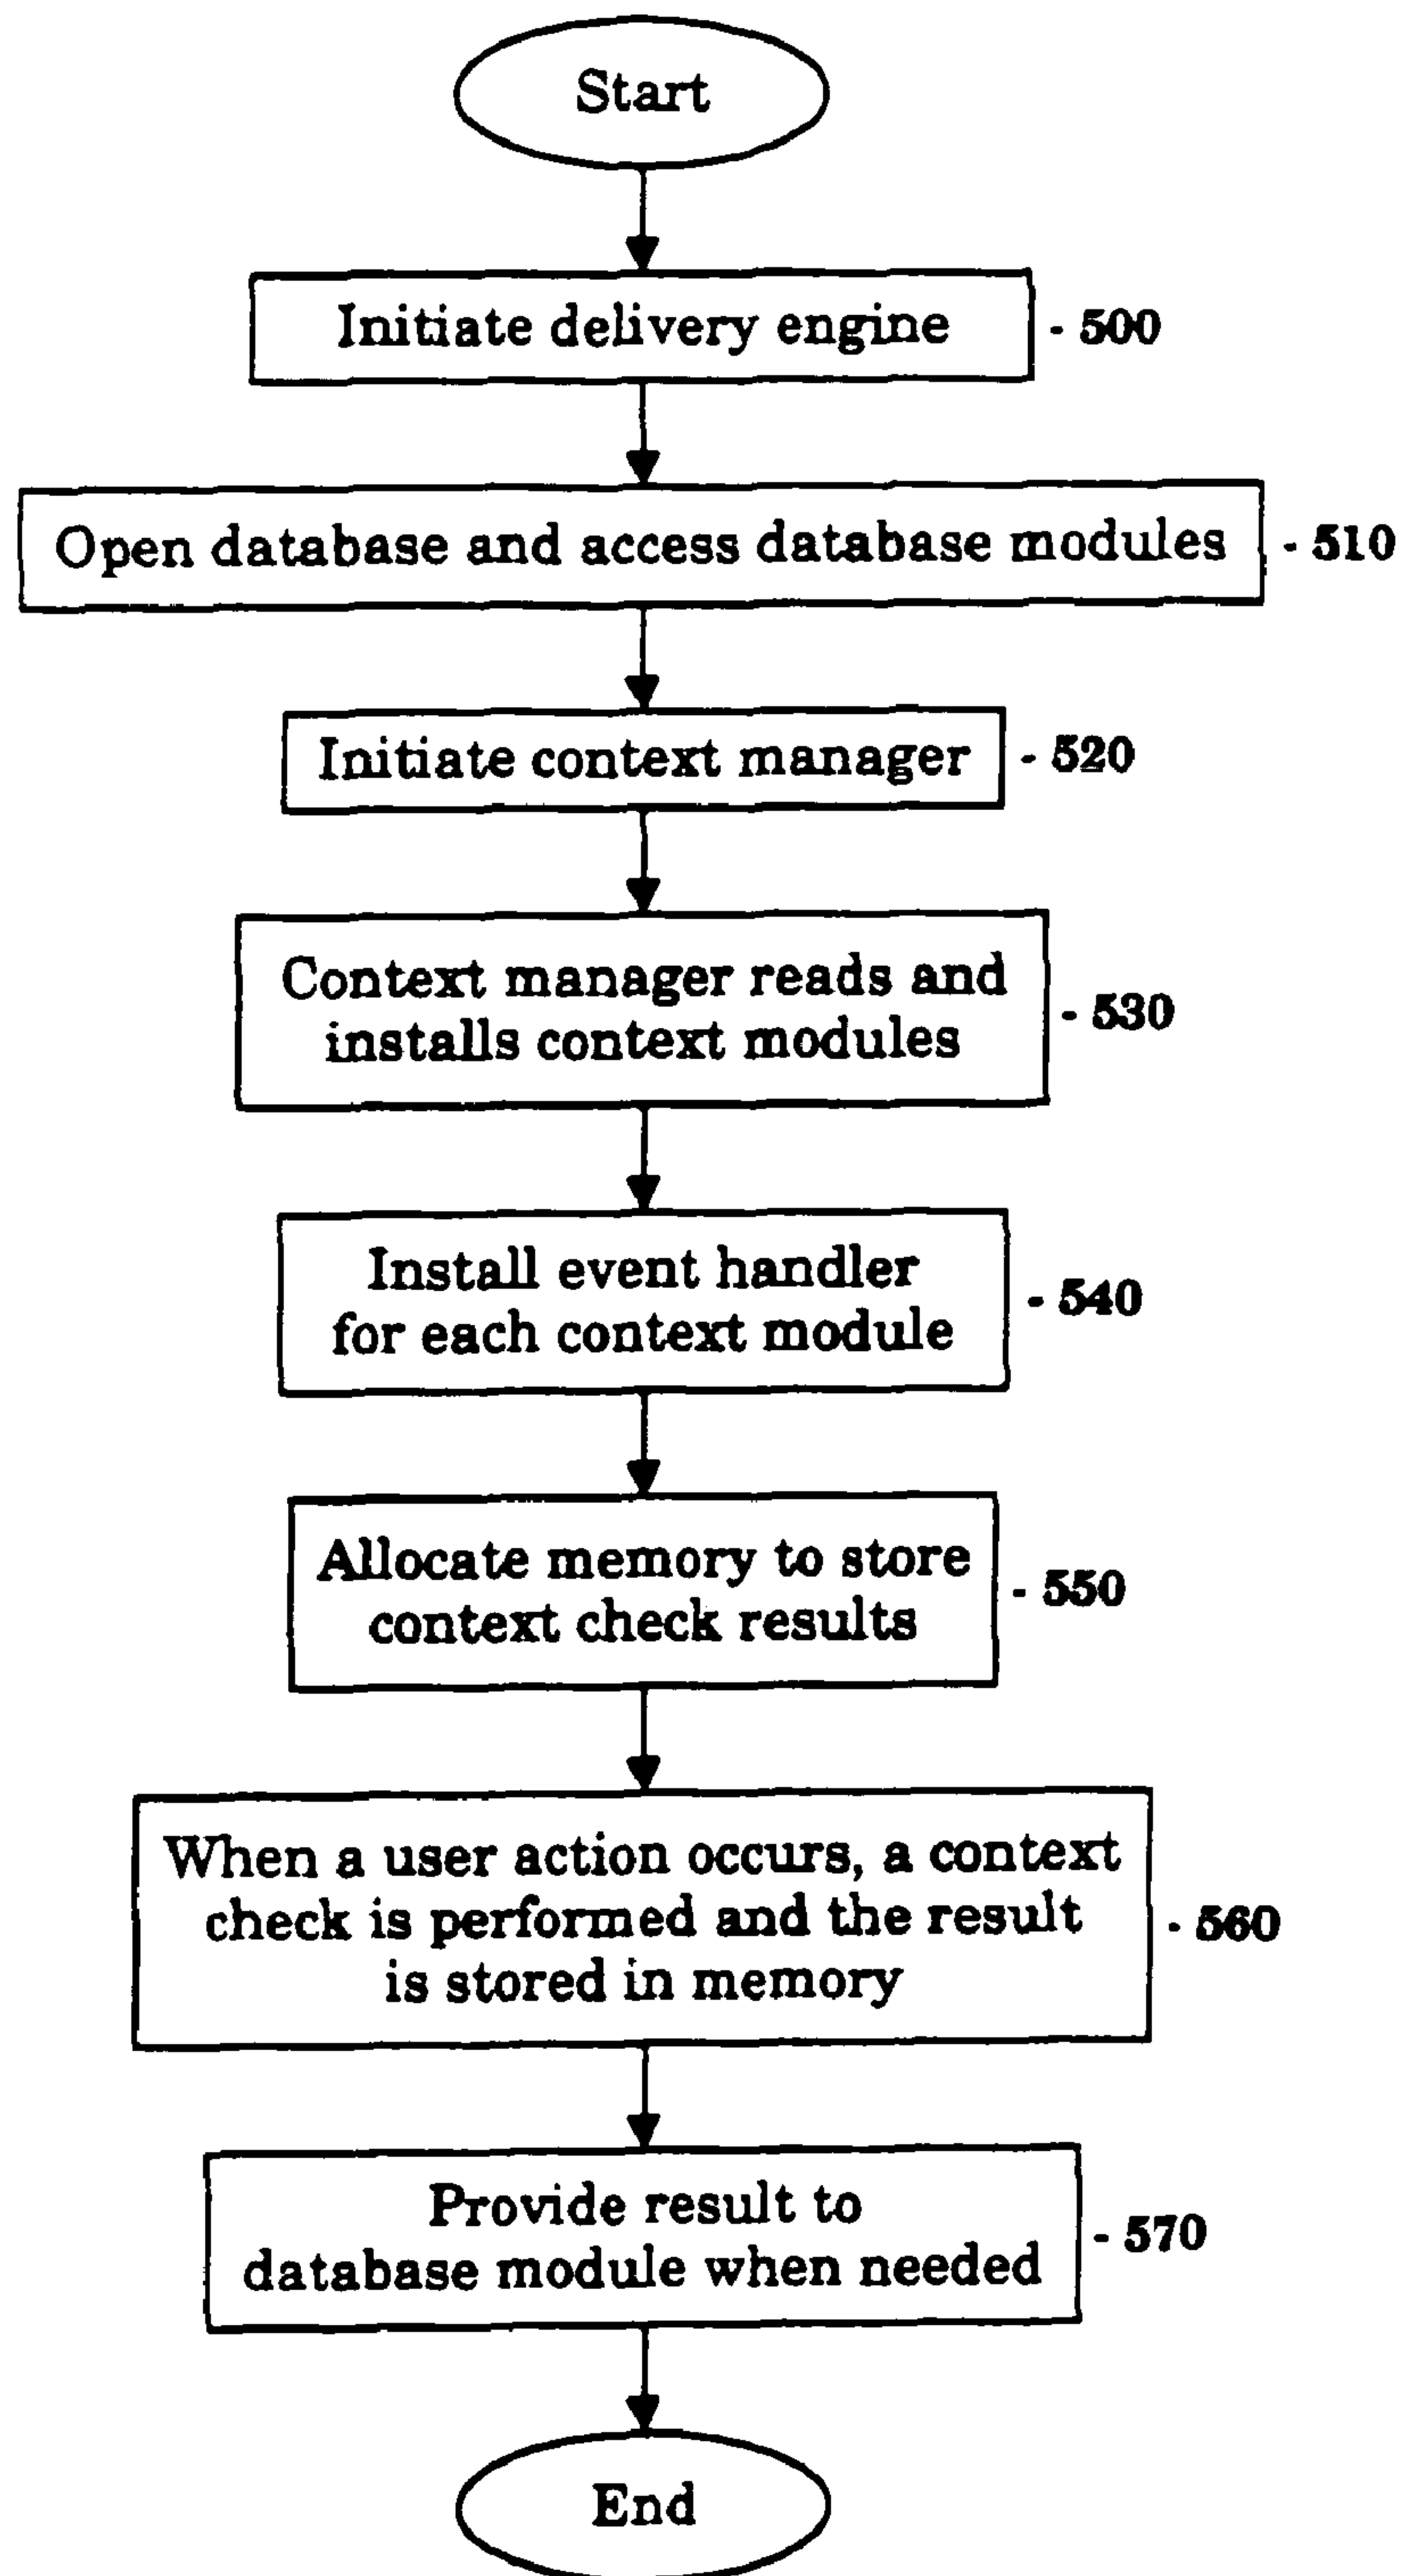 Start
Initiate delivery engine - 500
Open database and access database modules - 510
Initiate context manager - 520
Context manager reads and
installs context modules - 530
Install event handler
for each context module - 540
Allocate memory to store
context check results - 550
When a user action occurs, a context
check is performed and the result - 560
is stored in memory
Provide result to
database module when needed - 570
End